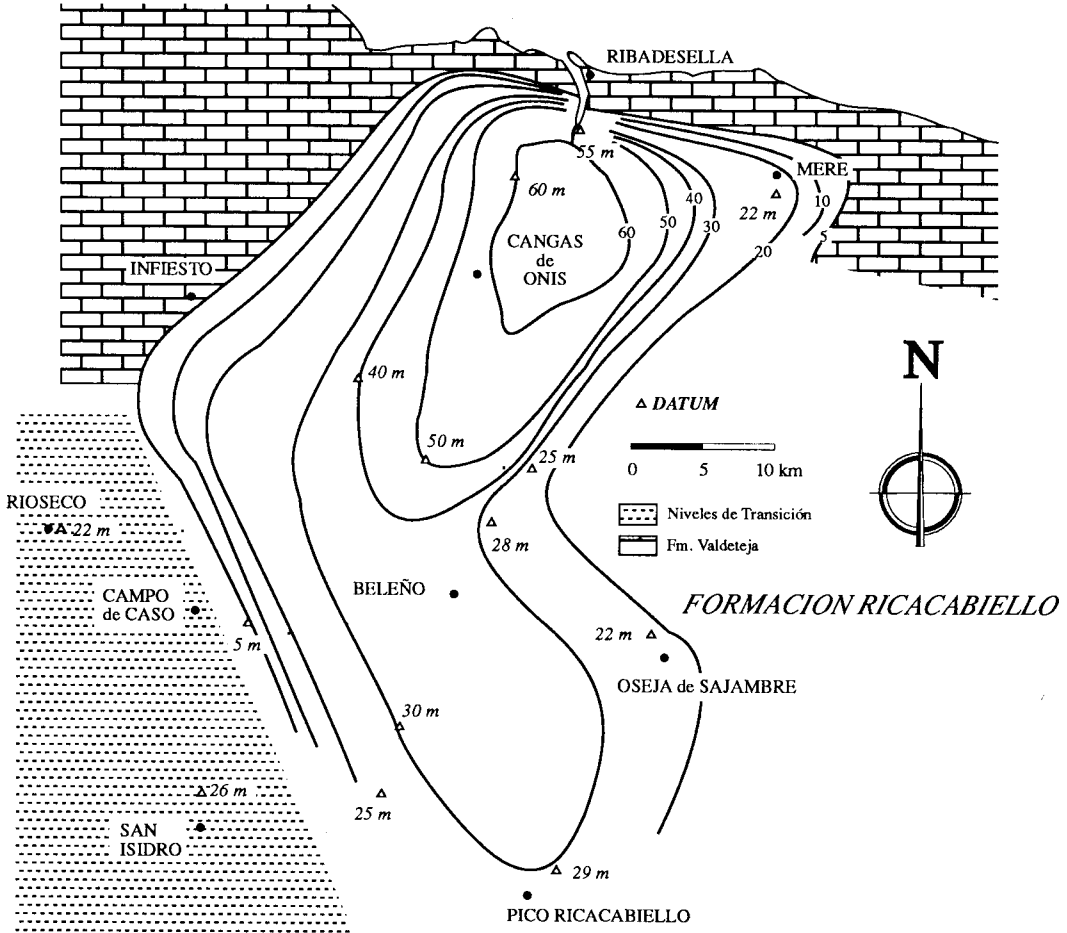 RIBADESELLA
55 m
MERE
60 m
40
10
22 m
50
30
60
5
20
CANGAS
de
ONIS
INFIESTO
N
40 m
DATUM
50 m
25 m
0 5 10 km
RIOSECO
22 m
Niveles de Transición
28 m
Fm. Valdeteja
CAMPO
de CASO
BELEÑO
FORMACION RICACABIELLO
5 m
22 m
OSEJA de SAJAMBRE
30 m
26 m
25 m
SAN
ISIDRO
29 m
PICO RICACABIELLO